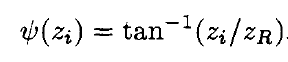 ψ(z_i) = tan^{-1}(z_i/z_R).